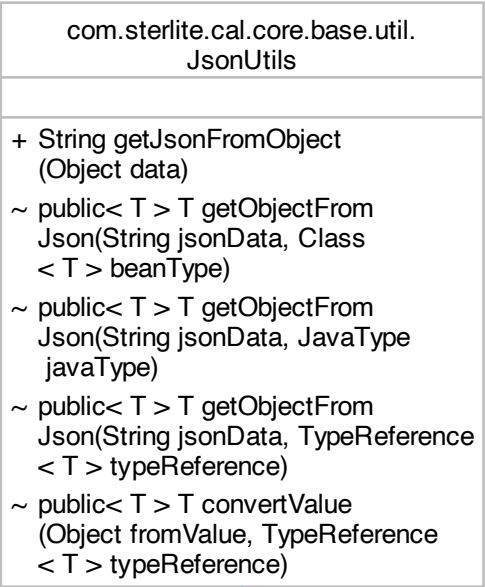 com.sterlite.cal.core.base.util.
JsonUtils
+ String getJsonFromObject
(Object data)
~ public< T > T getObjectFrom
Json(String jsonData, Class
< T > beanType)
~ public< T > T getObjectFrom
Json(String jsonData, JavaType
javaType)
~ public< T > T getObjectFrom
Json(String jsonData, TypeReference
< T > typeReference)
~ public< T > T convertValue
(Object fromValue, TypeReference
< T > typeReference)